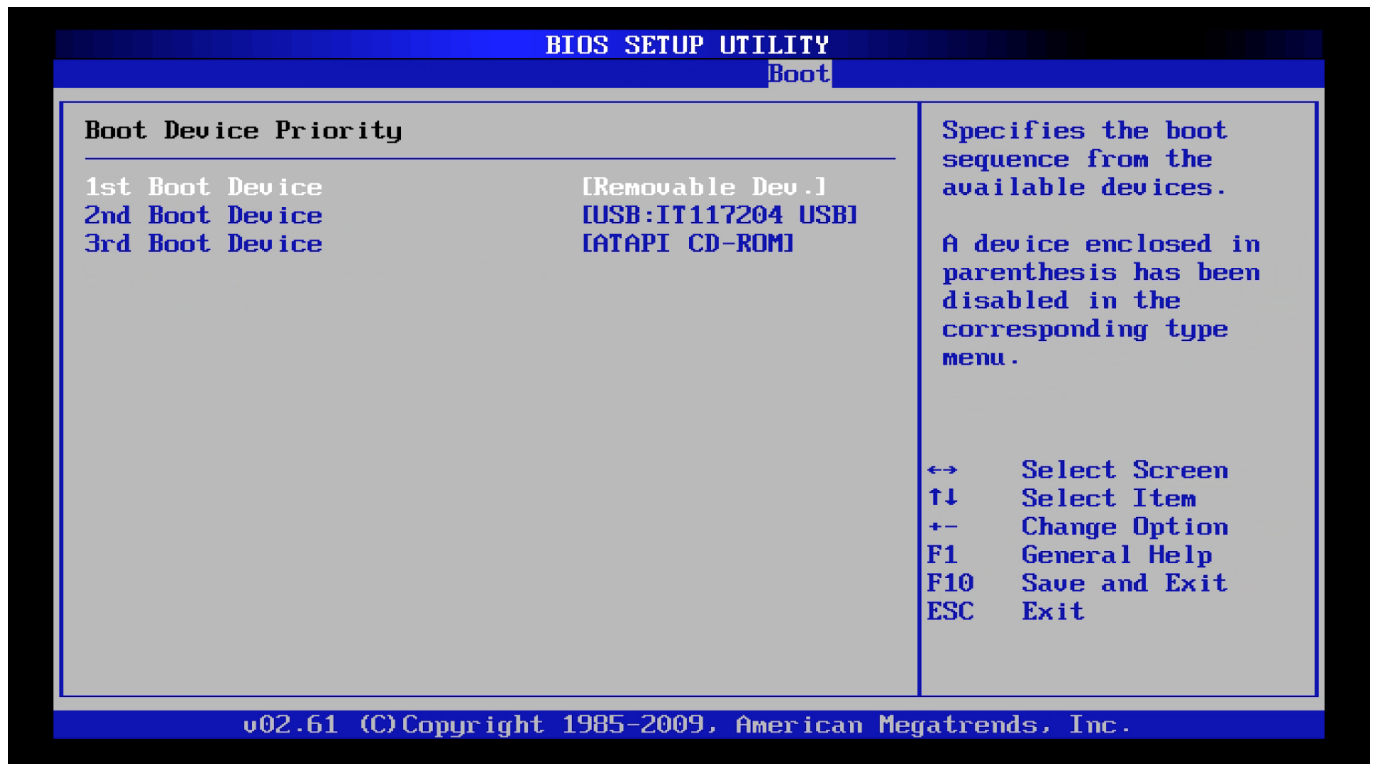 BIOS SETUP UTILITY
Boot
Boot Device Priority
1st Boot Device [Removable Dev.]
2nd Boot Device [USB:IT117204 USB]
3rd Boot Device [ATAPI CD-ROM]
Specifies the boot
sequence from the
available devices.
A device enclosed in
parenthesis has been
disabled in the
corresponding type
menu.
←→ Select Screen
↑↓ Select Item
+- Change Option
F1 General Help
F10 Save and Exit
ESC Exit
v02.61 (C)Copyright 1985-2009, American Megatrends, Inc.